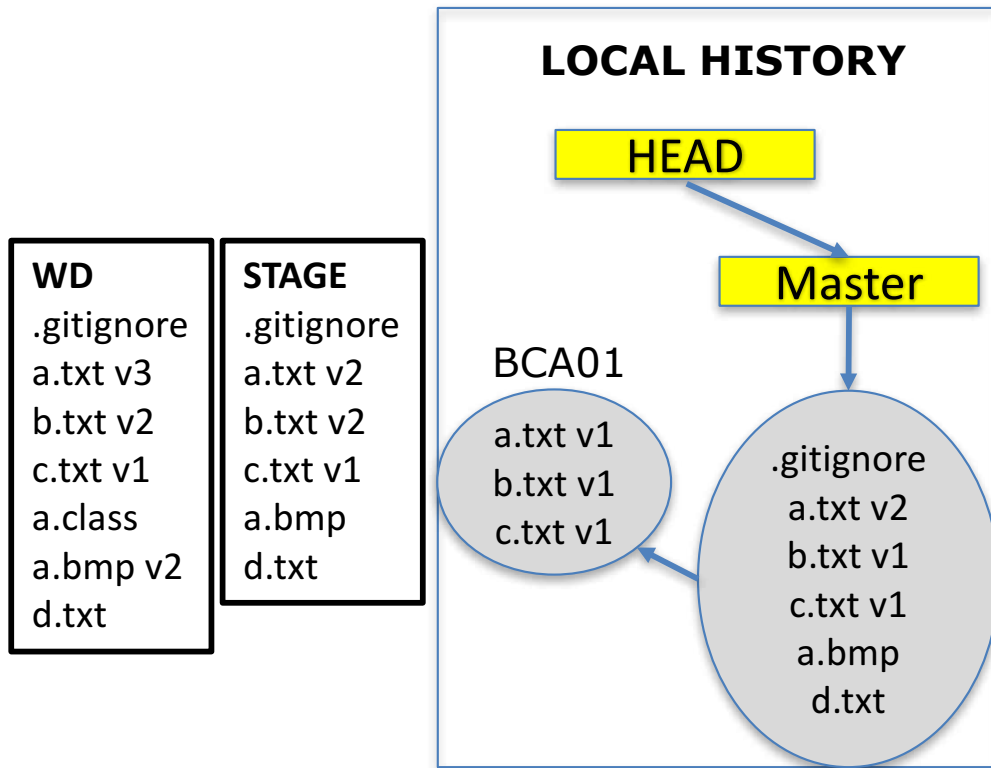 LOCAL HISTORY
HEAD
Master
WD
.gitignore
a.txt v3
b.txt v2
c.txt v1
a.class
a.bmp v2
d.txt
STAGE
.gitignore
a.txt v2
b.txt v2
c.txt v1
a.bmp
d.txt
BCA01
a.txt v1
b.txt v1
c.txt v1
.gitignore
a.txt v2
b.txt v1
c.txt v1
a.bmp
d.txt